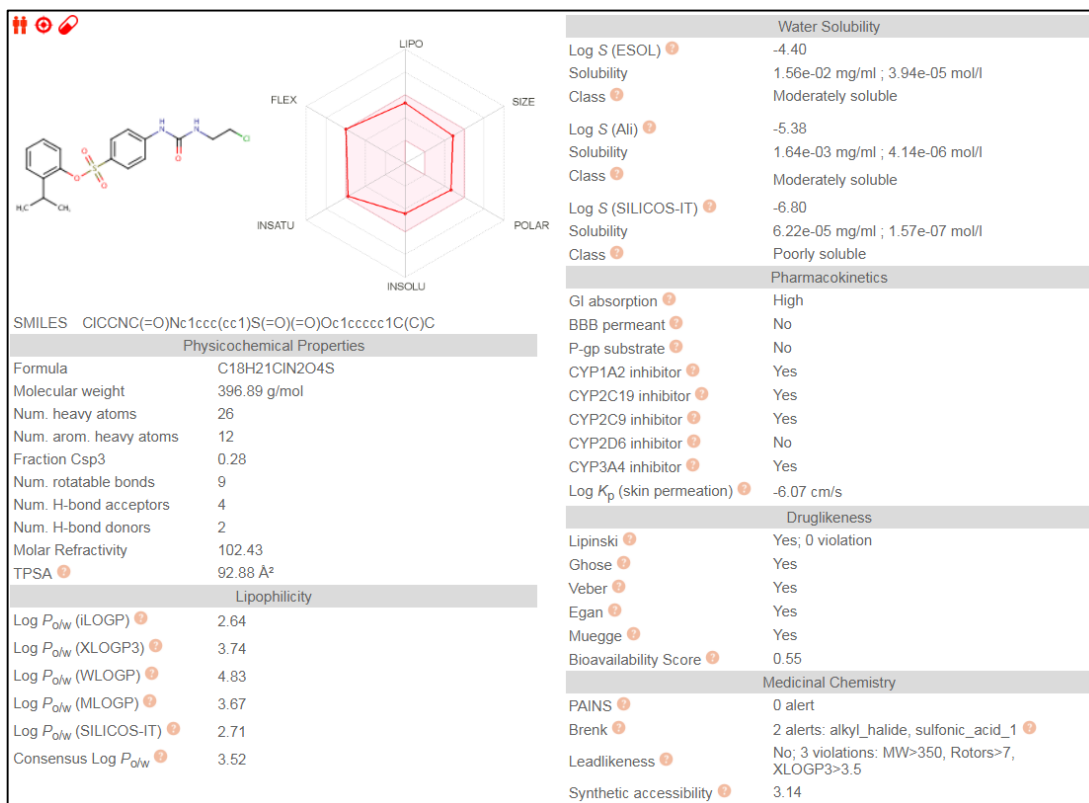 LIPO
FLEX
SIZE
INSATU
POLAR
INSOLU
H
N
H
N
O
Cl
O
S
O
O
H₃C
CH₃
SMILES ClCCNC(=O)Nc1ccc(cc1)S(=O)(=O)Oc1ccccc1C(C)C
Physicochemical Properties
Formula C18H21ClN2O4S
Molecular weight 396.89 g/mol
Num. heavy atoms 26
Num. arom. heavy atoms 12
Fraction Csp3 0.28
Num. rotatable bonds 9
Num. H-bond acceptors 4
Num. H-bond donors 2
Molar Refractivity 102.43
TPSA ? 92.88 Å²
Lipophilicity
Log Po/w (iLOGP) ? 2.64
Log Po/w (XLOGP3) ? 3.74
Log Po/w (WLOGP) ? 4.83
Log Po/w (MLOGP) ? 3.67
Log Po/w (SILICOS-IT) ? 2.71
Consensus Log Po/w ? 3.52
Water Solubility
Log S (ESOL) ? -4.40
Solubility 1.56e-02 mg/ml ; 3.94e-05 mol/l
Class ? Moderately soluble
Log S (Ali) ? -5.38
Solubility 1.64e-03 mg/ml ; 4.14e-06 mol/l
Class ? Moderately soluble
Log S (SILICOS-IT) ? -6.80
Solubility 6.22e-05 mg/ml ; 1.57e-07 mol/l
Class ? Poorly soluble
Pharmacokinetics
GI absorption ? High
BBB permeant ? No
P-gp substrate ? No
CYP1A2 inhibitor ? Yes
CYP2C19 inhibitor ? Yes
CYP2C9 inhibitor ? Yes
CYP2D6 inhibitor ? No
CYP3A4 inhibitor ? Yes
Log Kp (skin permeation) ? -6.07 cm/s
Druglikeness
Lipinski ? Yes; 0 violation
Ghose ? Yes
Veber ? Yes
Egan ? Yes
Muegge ? Yes
Bioavailability Score ? 0.55
Medicinal Chemistry
PAINS ? 0 alert
Brenk ? 2 alerts: alkyl_halide, sulfonic_acid_1 ?
Leadlikeness ? No; 3 violations: MW>350, Rotors>7,
XLOGP3>3.5
Synthetic accessibility ? 3.14